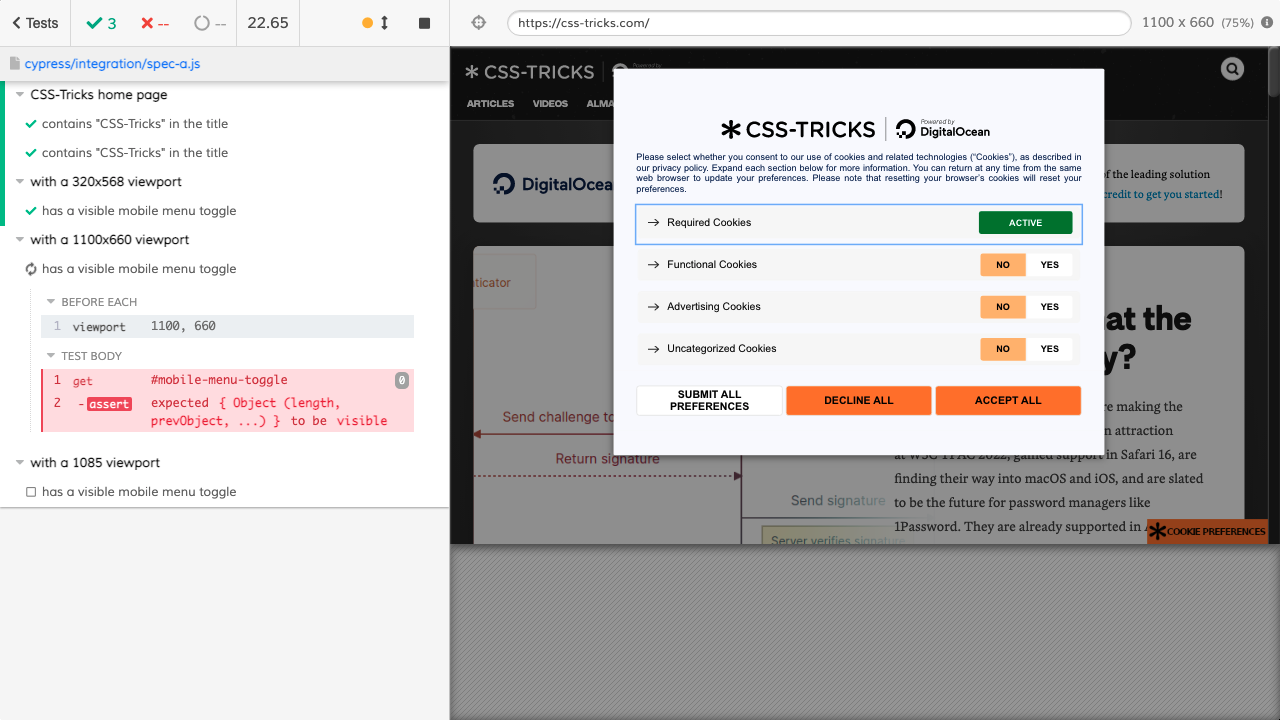 Tests
3
--
--
22.65
https://css-tricks.com/
1100 x 660 (75%)
cypress/integration/spec-a.js
CSS-Tricks home page
contains "CSS-Tricks" in the title
contains "CSS-Tricks" in the title
with a 320x568 viewport
has a visible mobile menu toggle
with a 1100x660 viewport
has a visible mobile menu toggle
BEFORE EACH
1 viewport 1100, 660
TEST BODY
1 get #mobile-menu-toggle 0
2 - assert expected { Object (length,
prevObject, ...) } to be visible
with a 1085 viewport
has a visible mobile menu toggle
CSS-TRICKS
Powered by
ARTICLES VIDEOS ALMA
DigitalOcean
of the leading solution
credit to get you started!
CSS-TRICKS
Powered by
DigitalOcean
Please select whether you consent to our use of cookies and related technologies (“Cookies”), as described in
our privacy policy. Expand each section below for more information. You can return at any time from the same
web browser to update your preferences. Please note that resetting your browser’s cookies will reset your
preferences.
Required Cookies ACTIVE
Functional Cookies NO YES
Advertising Cookies NO YES
Uncategorized Cookies NO YES
SUBMIT ALL
PREFERENCES
DECLINE ALL
ACCEPT ALL
ticator
at the
y?
Send challenge to
Return signature
Send signature
Server verifies signature
re making the
n attraction
at W3C TPAC 2022, gained support in Safari 16, are
finding their way into macOS and iOS, and are slated
to be the future for password managers like
1Password. They are already supported in
COOKIE PREFERENCES